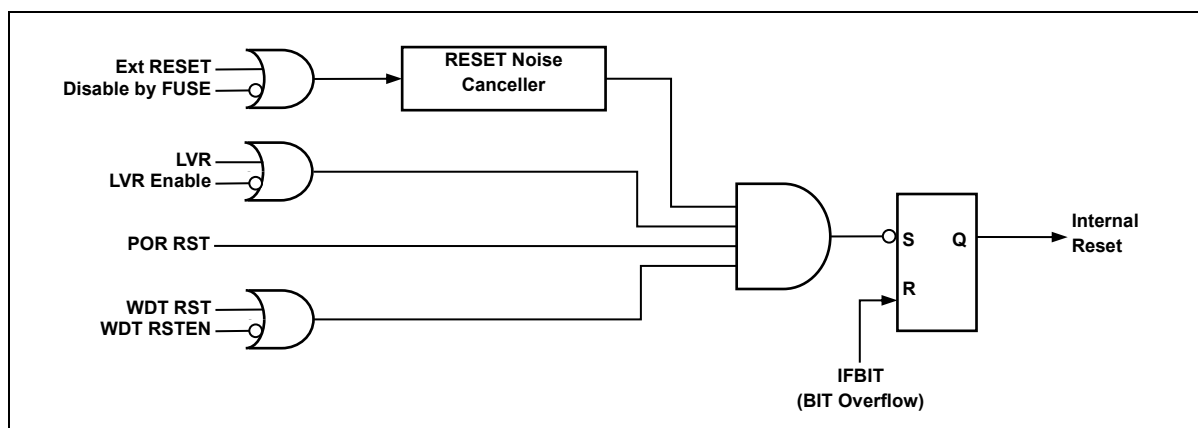 Ext RESET
Disable by FUSE
RESET Noise
Canceller
LVR
LVR Enable
POR RST
WDT RST
WDT RSTEN
S
Q
R
Internal
Reset
IFBIT
(BIT Overflow)